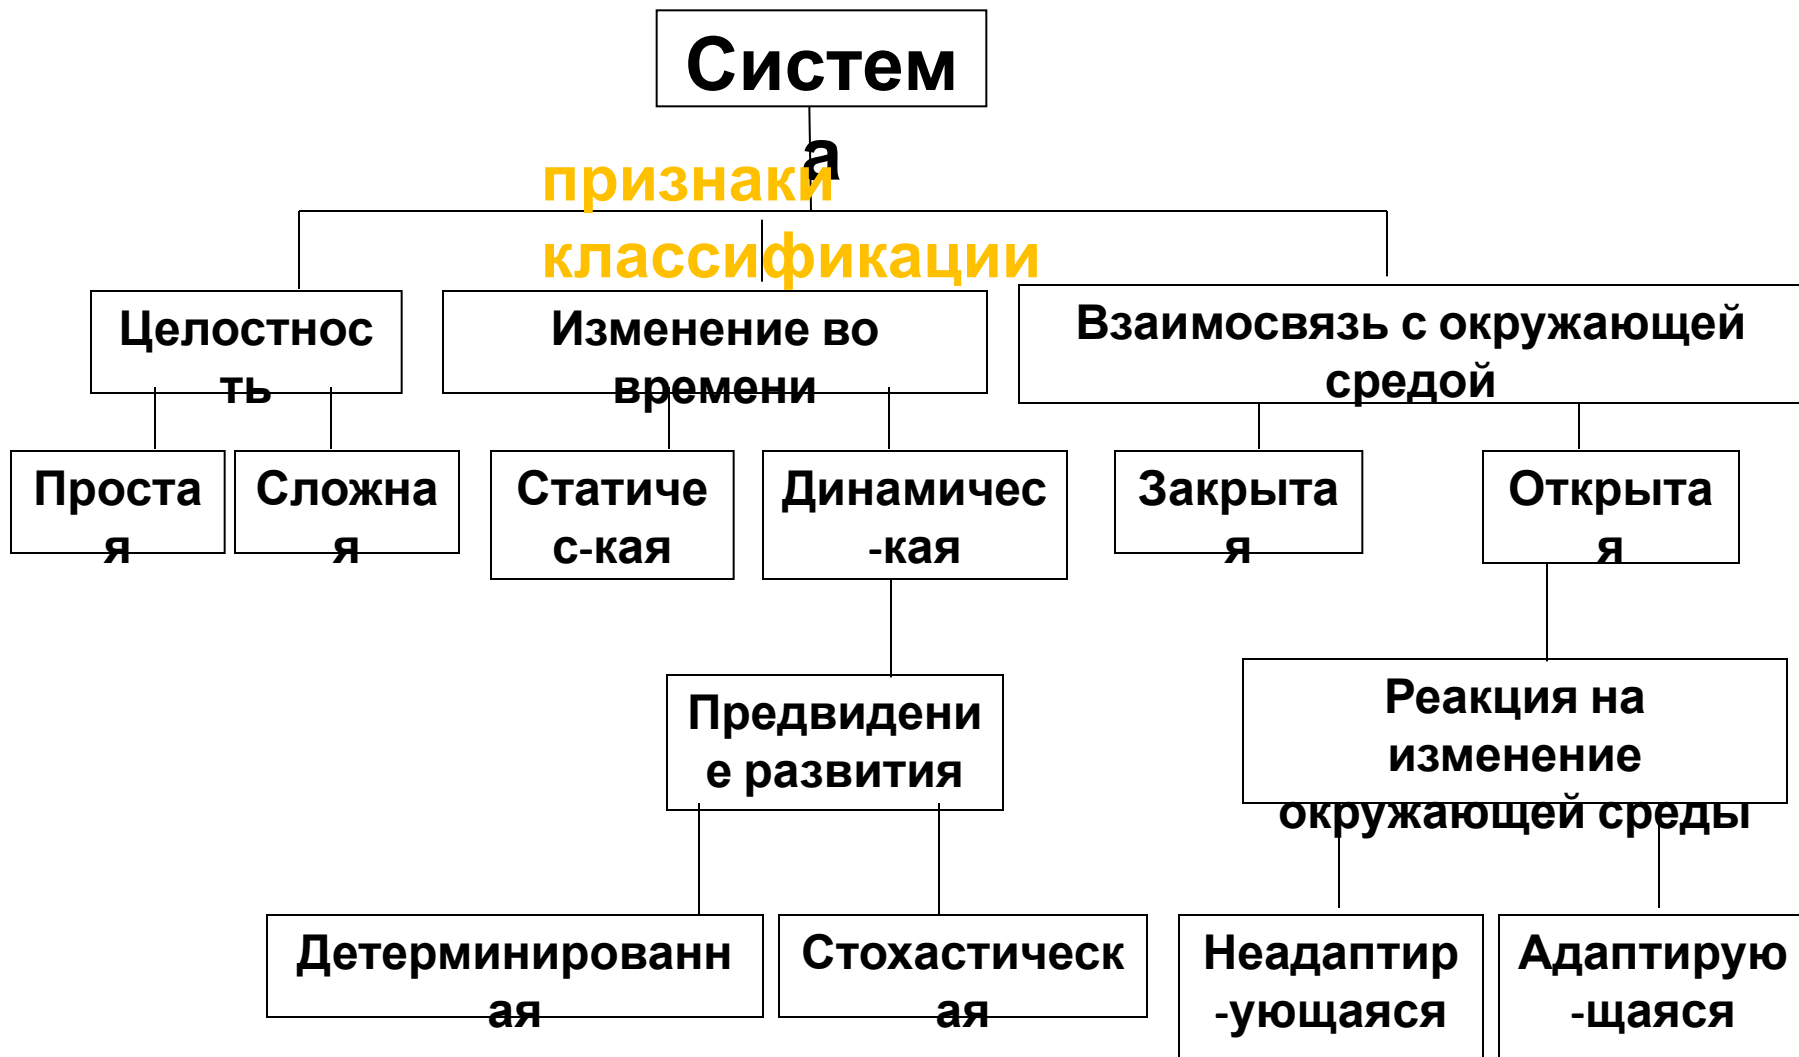 Систем
а
признаки
классификации
Целостнос
ть
Изменение во
времени
Взаимосвязь с окружающей
средой
Проста
я
Сложна
я
Статиче
с-кая
Динамичес
-кая
Закрыта
я
Открыта
я
Предвидени
е развития
Реакция на
изменение
окружающей среды
Детерминированн
ая
Стохастическ
ая
Неадаптир
-ующаяся
Адаптирую
-щаяся